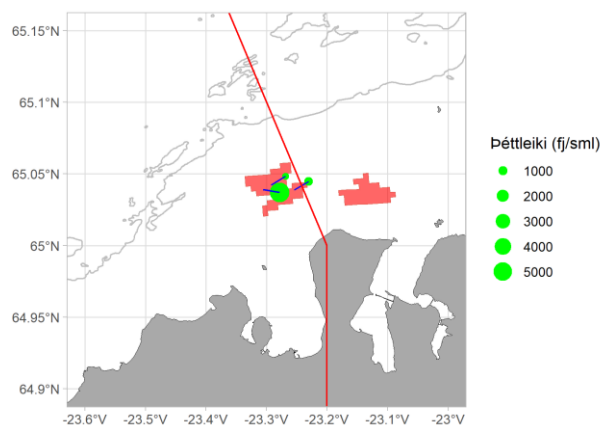 65.15°N
65.1°N
65.05°N
65°N
64.95°N
64.9°N
-23.6°V -23.5°V -23.4°V -23.3°V -23.2°V -23.1°V -23°V
Þéttleiki (fj/sml)
1000
2000
3000
4000
5000